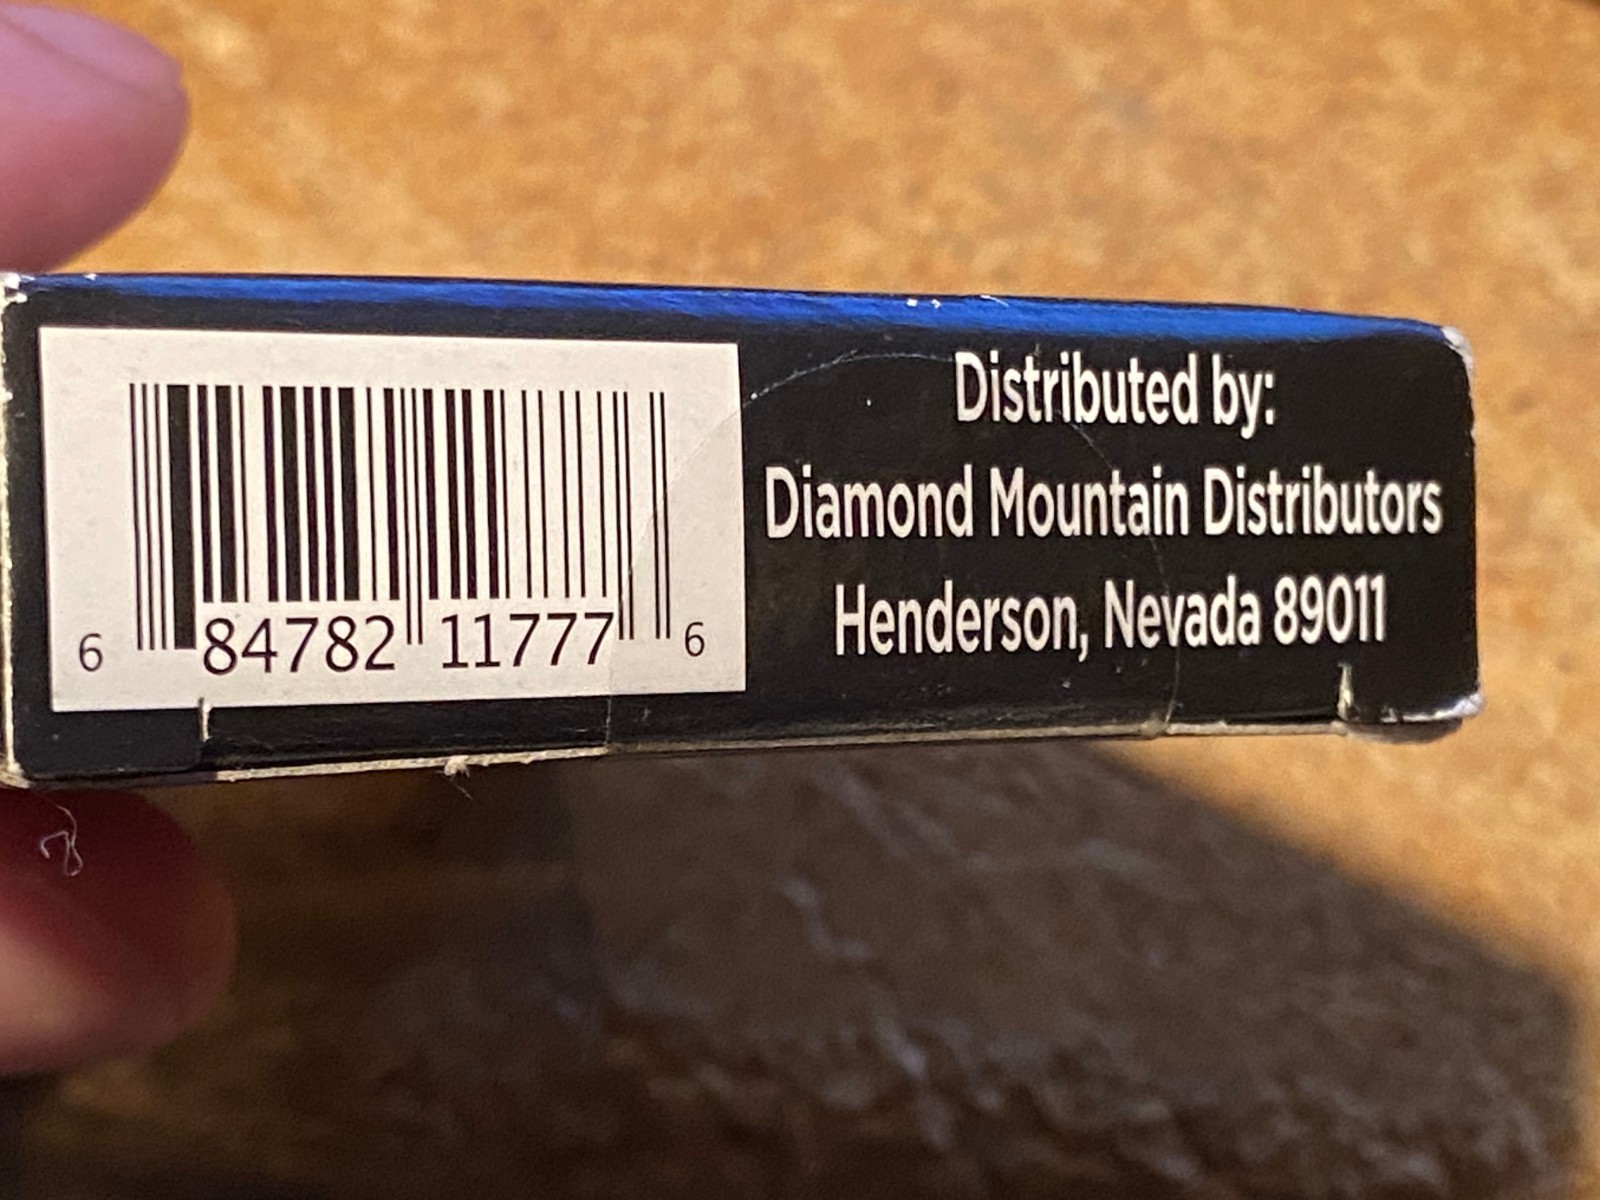 6 84782 11777 6
Distributed by:
Diamond Mountain Distributors
Henderson, Nevada 89011